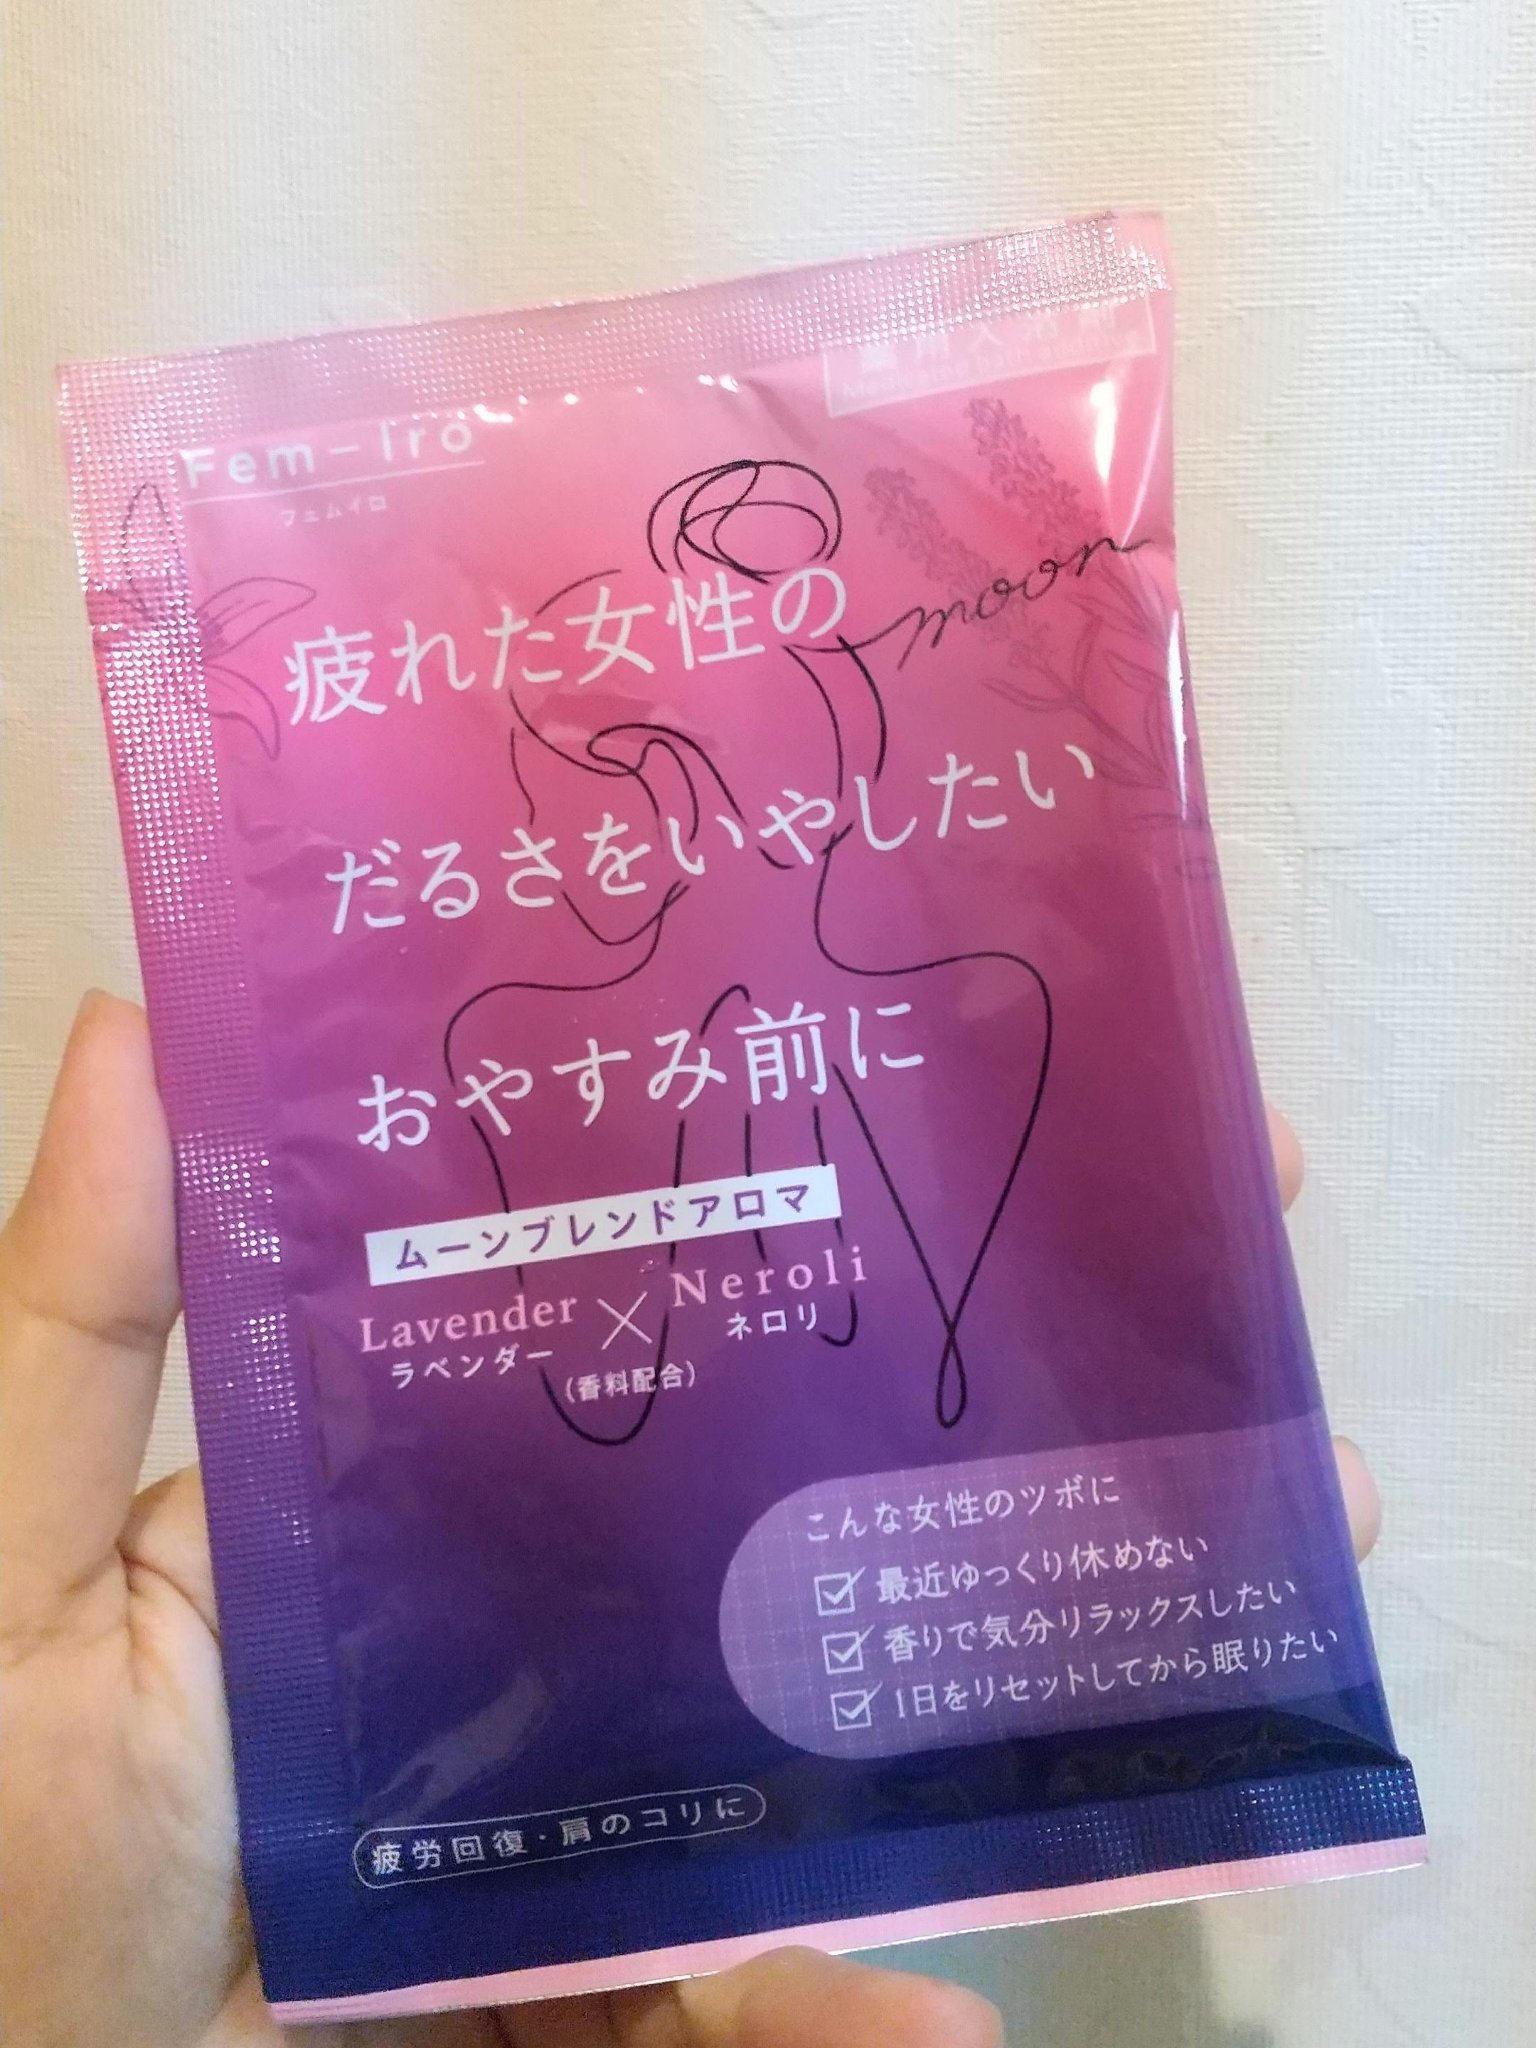 薬用入浴剤
Fem-Iro
フェムイロ
moon
疲れた女性の
だるさをいやしたい
おやすみ前に
ムーンブレンドアロマ
Lavender × Neroli
ラベンダー ネロリ
(香料配合)
こんな女性のツボに
最近ゆっくり休めない
香りで気分リラックスしたい
1日をリセットしてから眠りたい
疲労回復・肩のコリに